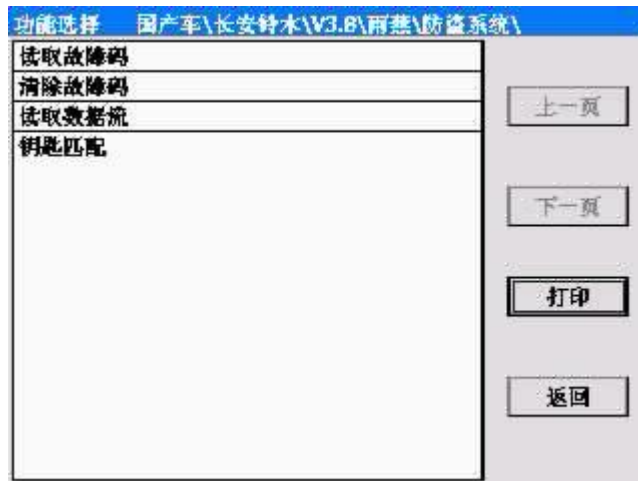 功能选择 国产车\长安铃木\V3.8\雨燕\防盗系统\
读取故障码
清除故障码
读取数据流
钥匙匹配
上一页
下一页
打印
返回